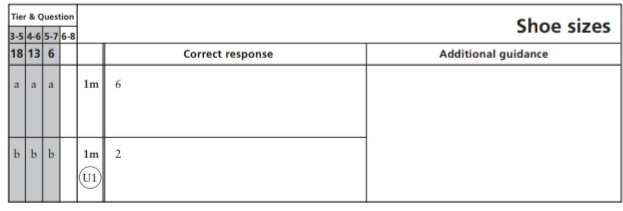 Tier & Question
Shoe sizes
3-5 4-6 5-7 6-8
18 13 6
Correct response
Additional guidance
a a a 1m 6
b b b 1m 2
U1